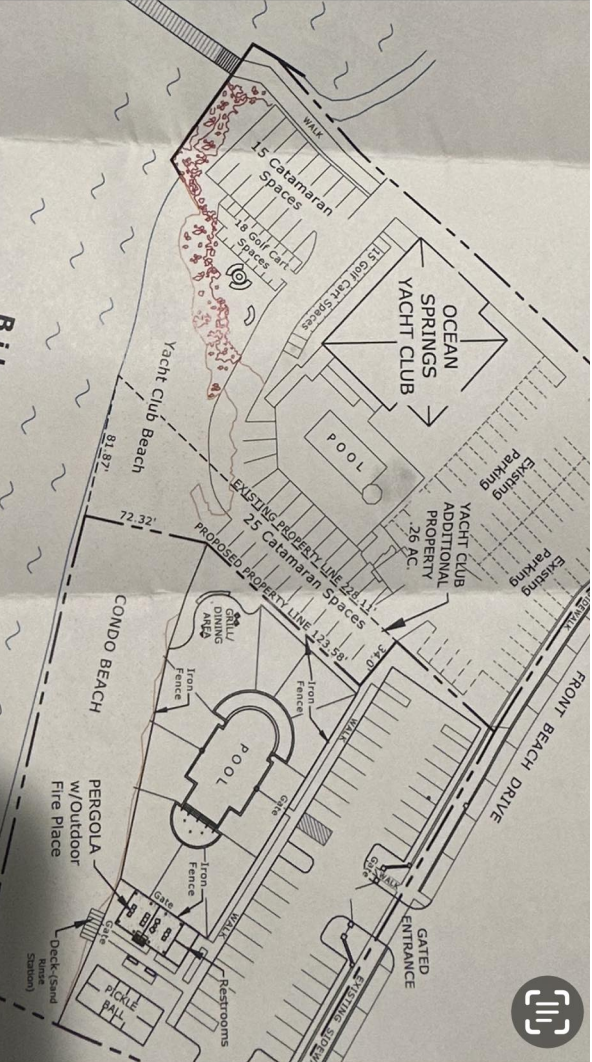 WALK
15 Catamaran
Spaces
18 Golf Cart
Spaces
15 Golf Cart Spaces
OCEAN
SPRINGS
YACHT CLUB
POOL
Existing
Parking
Existing
Parking
SIDEWALK
FRONT BEACH DRIVE
Yacht Club Beach
81.87'
72.32'
EXISTING PROPERTY LINE 228.11'
25 Catamaran Spaces
PROPOSED PROPERTY LINE 123.58'
34.0'
YACHT CLUB
ADDITIONAL
PROPERTY
.26 AC.
CONDO BEACH
GRILL/
DINING
AREA
Iron
Fence
Iron
Fence
WALK
POOL
Gate
Gate
WALK
GATED
ENTRANCE
Iron
Fence
WALK
PERGOLA
w/Outdoor
Fire Place
Gate
Gate
Deck (Sand
Rinse
Station)
Restrooms
PICKLE
BALL
EXISTING SIDEW